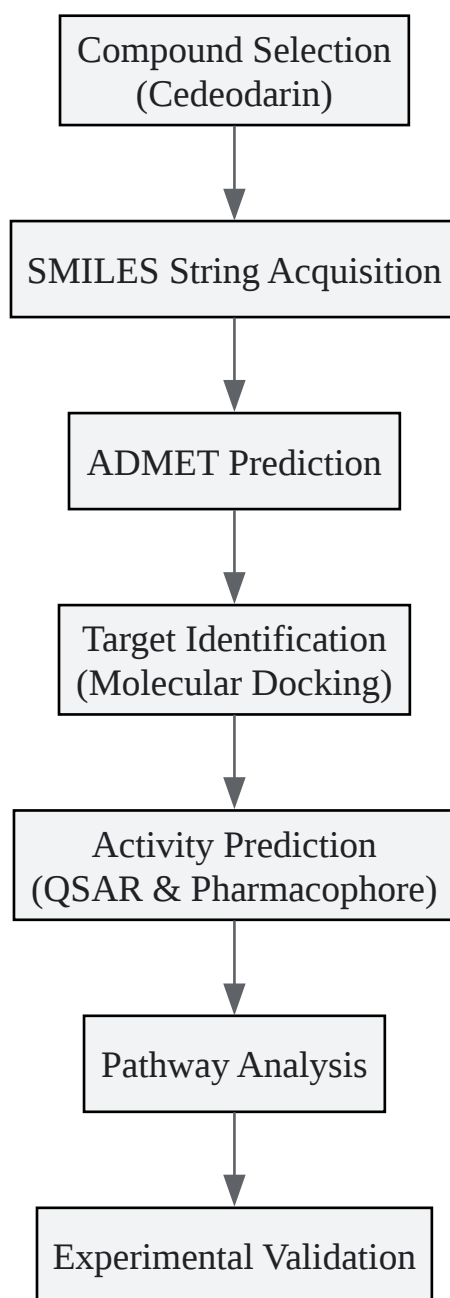 Compound Selection
(Cedeodarin)
SMILES String Acquisition
ADMET Prediction
Target Identification
(Molecular Docking)
Activity Prediction
(QSAR & Pharmacophore)
Pathway Analysis
Experimental Validation